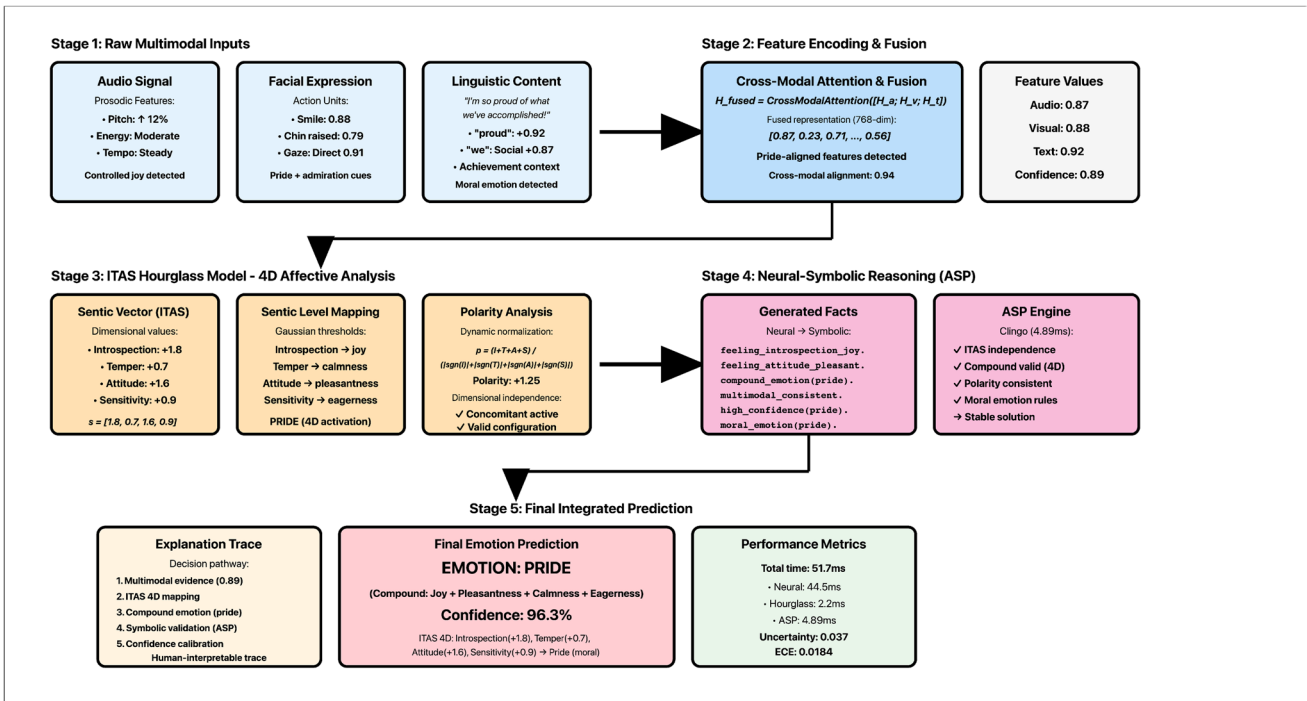 Stage 1: Raw Multimodal Inputs
Audio Signal
Prosodic Features:
• Pitch: ↑ 12%
• Energy: Moderate
• Tempo: Steady
Controlled joy detected
Facial Expression
Action Units:
• Smile: 0.88
• Chin raised: 0.79
• Gaze: Direct 0.91
Pride + admiration cues
Linguistic Content
"I'm so proud of what
we've accomplished!"
• "proud": +0.92
• "we": Social +0.87
• Achievement context
Moral emotion detected
Stage 2: Feature Encoding & Fusion
Cross-Modal Attention & Fusion
H_fused = CrossModalAttention([H_a; H_v; H_t])
Fused representation (768-dim):
[0.87, 0.23, 0.71, ..., 0.56]
Pride-aligned features detected
Cross-modal alignment: 0.94
Feature Values
Audio: 0.87
Visual: 0.88
Text: 0.92
Confidence: 0.89
Stage 3: ITAS Hourglass Model - 4D Affective Analysis
Sentic Vector (ITAS)
Dimensional values:
• Introspection: +1.8
• Temper: +0.7
• Attitude: +1.6
• Sensitivity: +0.9
s = [1.8, 0.7, 1.6, 0.9]
Sentic Level Mapping
Gaussian thresholds:
Introspection → joy
Temper → calmness
Attitude → pleasantness
Sensitivity → eagerness
PRIDE (4D activation)
Polarity Analysis
Dynamic normalization:
p = (I+T+A+S) /
(|sgn(I)|+|sgn(T)|+|sgn(A)|+|sgn(S)|)
Polarity: +1.25
Dimensional independence:
✓ Concomitant active
✓ Valid configuration
Stage 4: Neural-Symbolic Reasoning (ASP)
Generated Facts
Neural → Symbolic:
feeling_introspection_joy.
feeling_attitude_pleasant.
compound_emotion(pride).
multimodal_consistent.
high_confidence(pride).
moral_emotion(pride).
ASP Engine
Clingo (4.89ms):
✓ ITAS independence
✓ Compound valid (4D)
✓ Polarity consistent
✓ Moral emotion rules
→ Stable solution
Stage 5: Final Integrated Prediction
Explanation Trace
Decision pathway:
1. Multimodal evidence (0.89)
2. ITAS 4D mapping
3. Compound emotion (pride)
4. Symbolic validation (ASP)
5. Confidence calibration
Human-interpretable trace
Final Emotion Prediction
EMOTION: PRIDE
(Compound: Joy + Pleasantness + Calmness + Eagerness)
Confidence: 96.3%
ITAS 4D: Introspection(+1.8), Temper(+0.7),
Attitude(+1.6), Sensitivity(+0.9) → Pride (moral)
Performance Metrics
Total time: 51.7ms
• Neural: 44.5ms
• Hourglass: 2.2ms
• ASP: 4.89ms
Uncertainty: 0.037
ECE: 0.0184